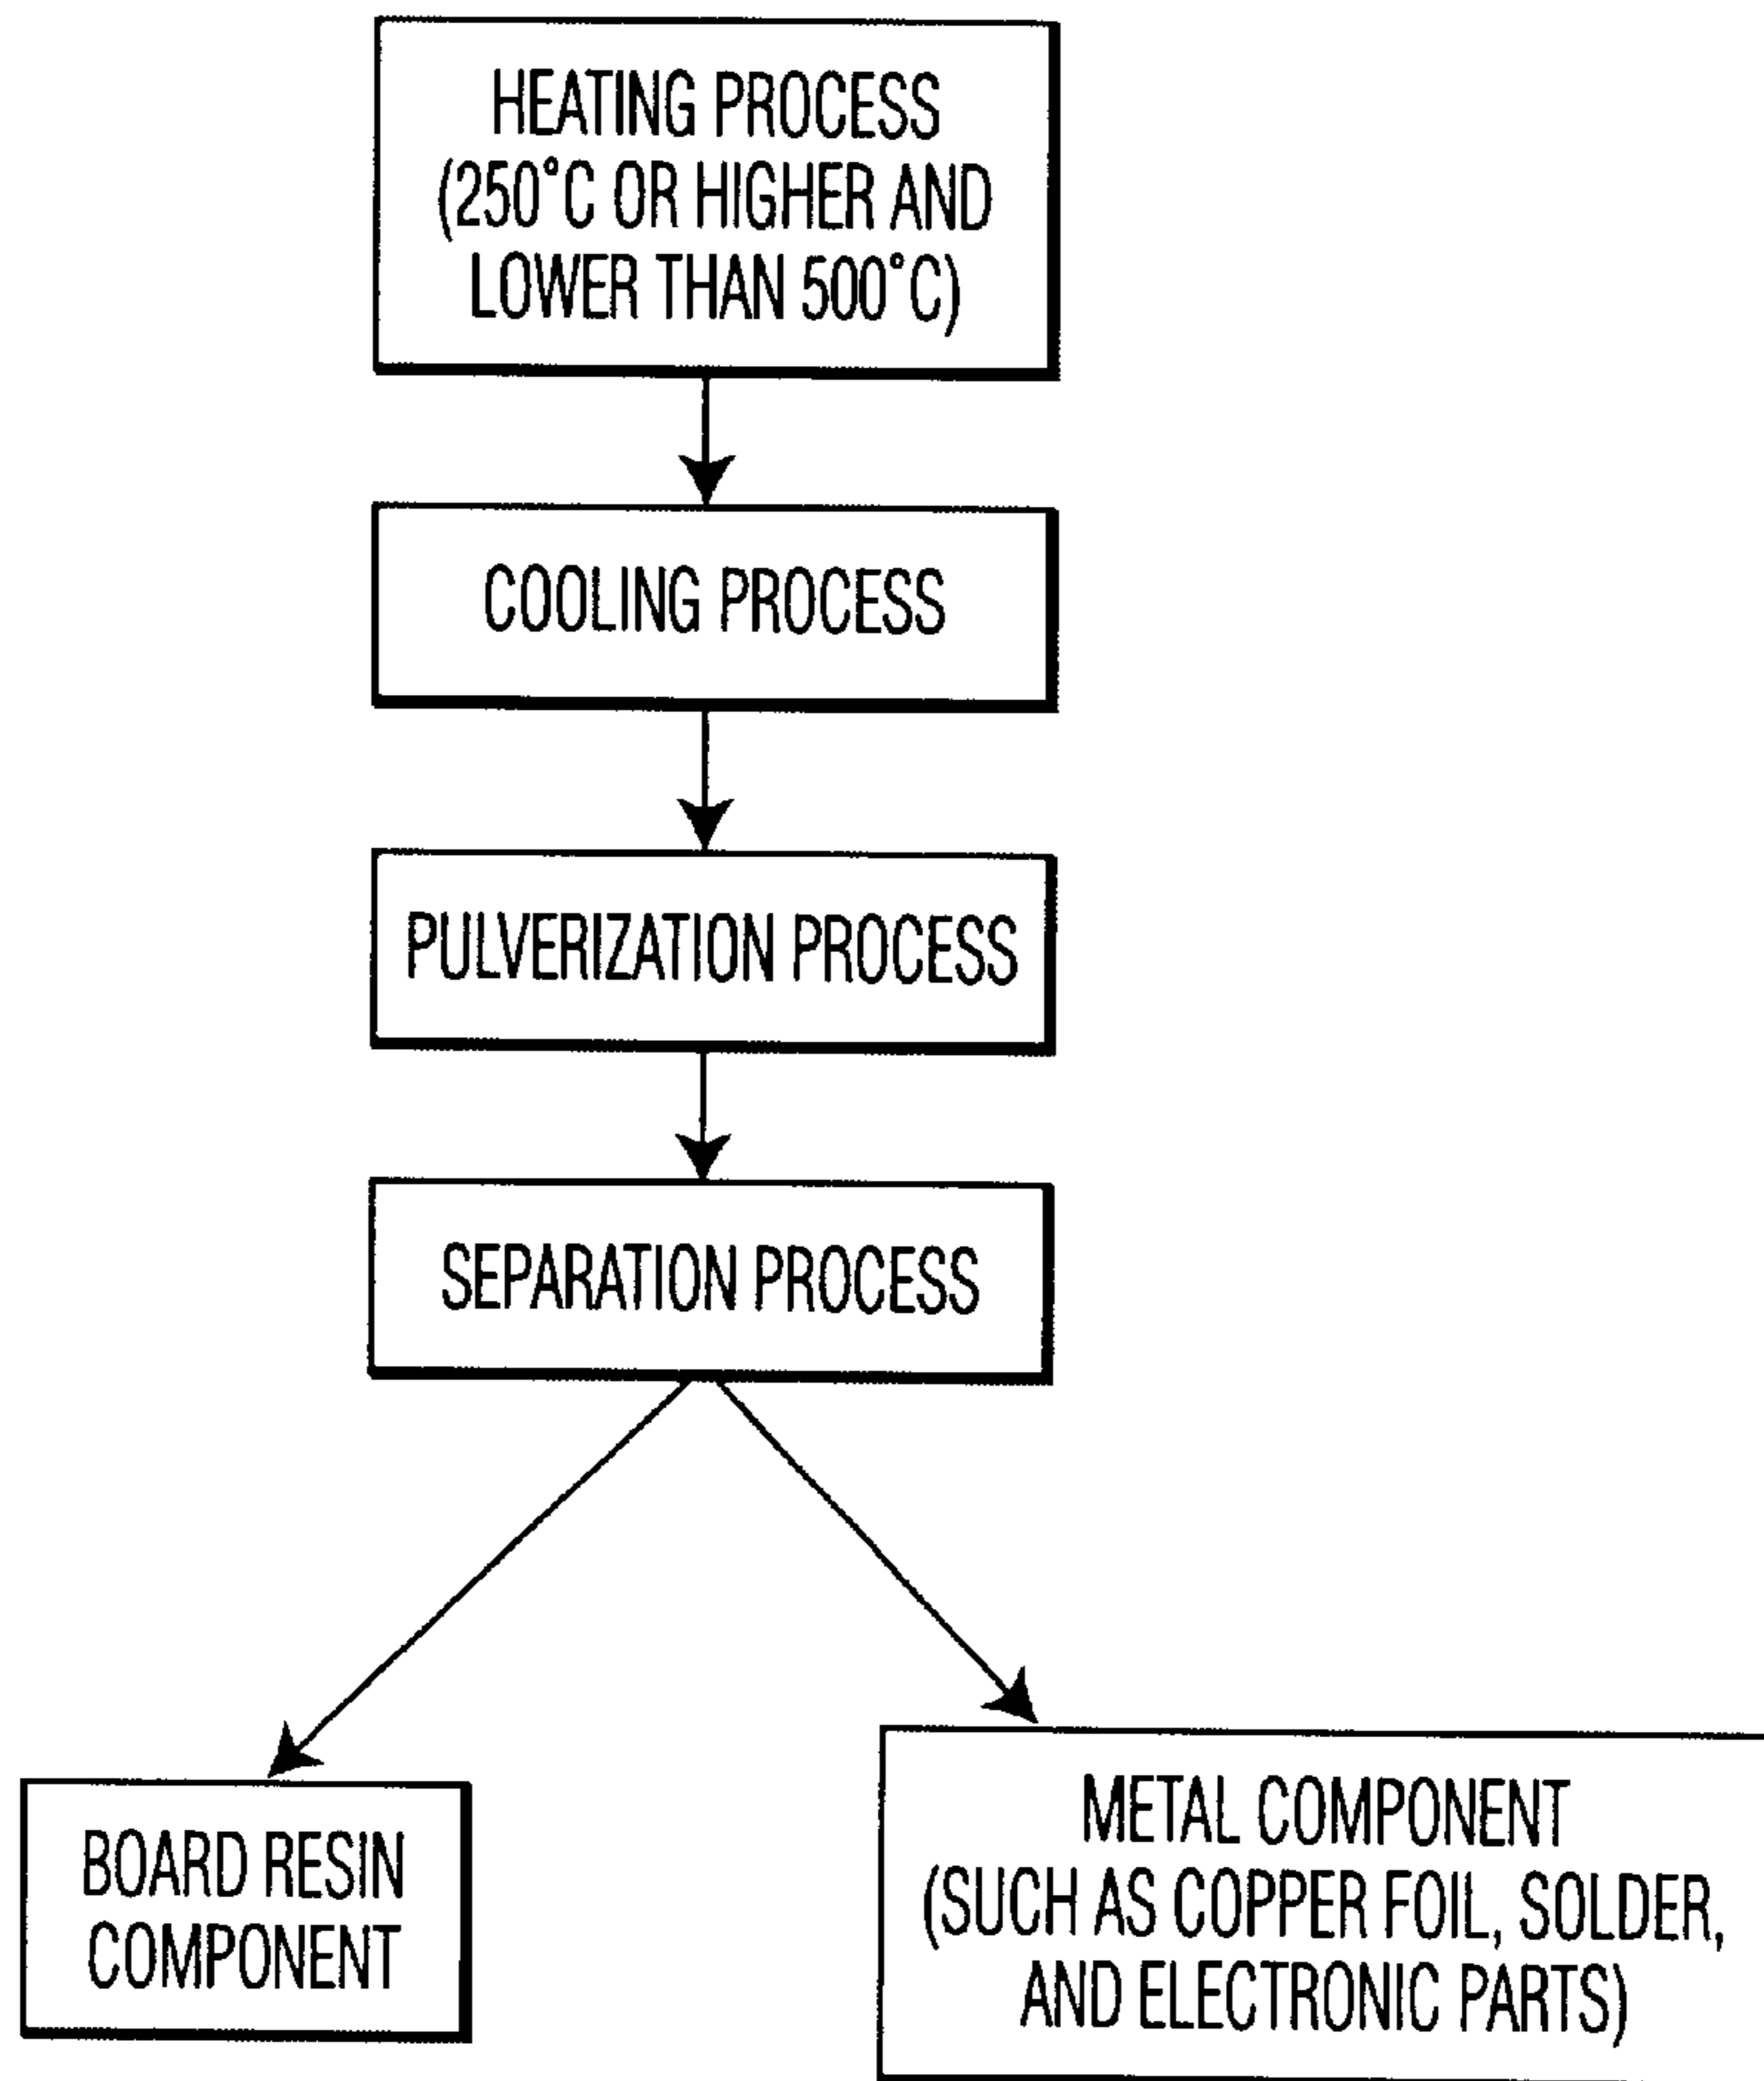 HEATING PROCESS
(250°C OR HIGHER AND
LOWER THAN 500°C)
COOLING PROCESS
PULVERIZATION PROCESS
SEPARATION PROCESS
BOARD RESIN
COMPONENT
METAL COMPONENT
(SUCH AS COPPER FOIL, SOLDER,
AND ELECTRONIC PARTS)